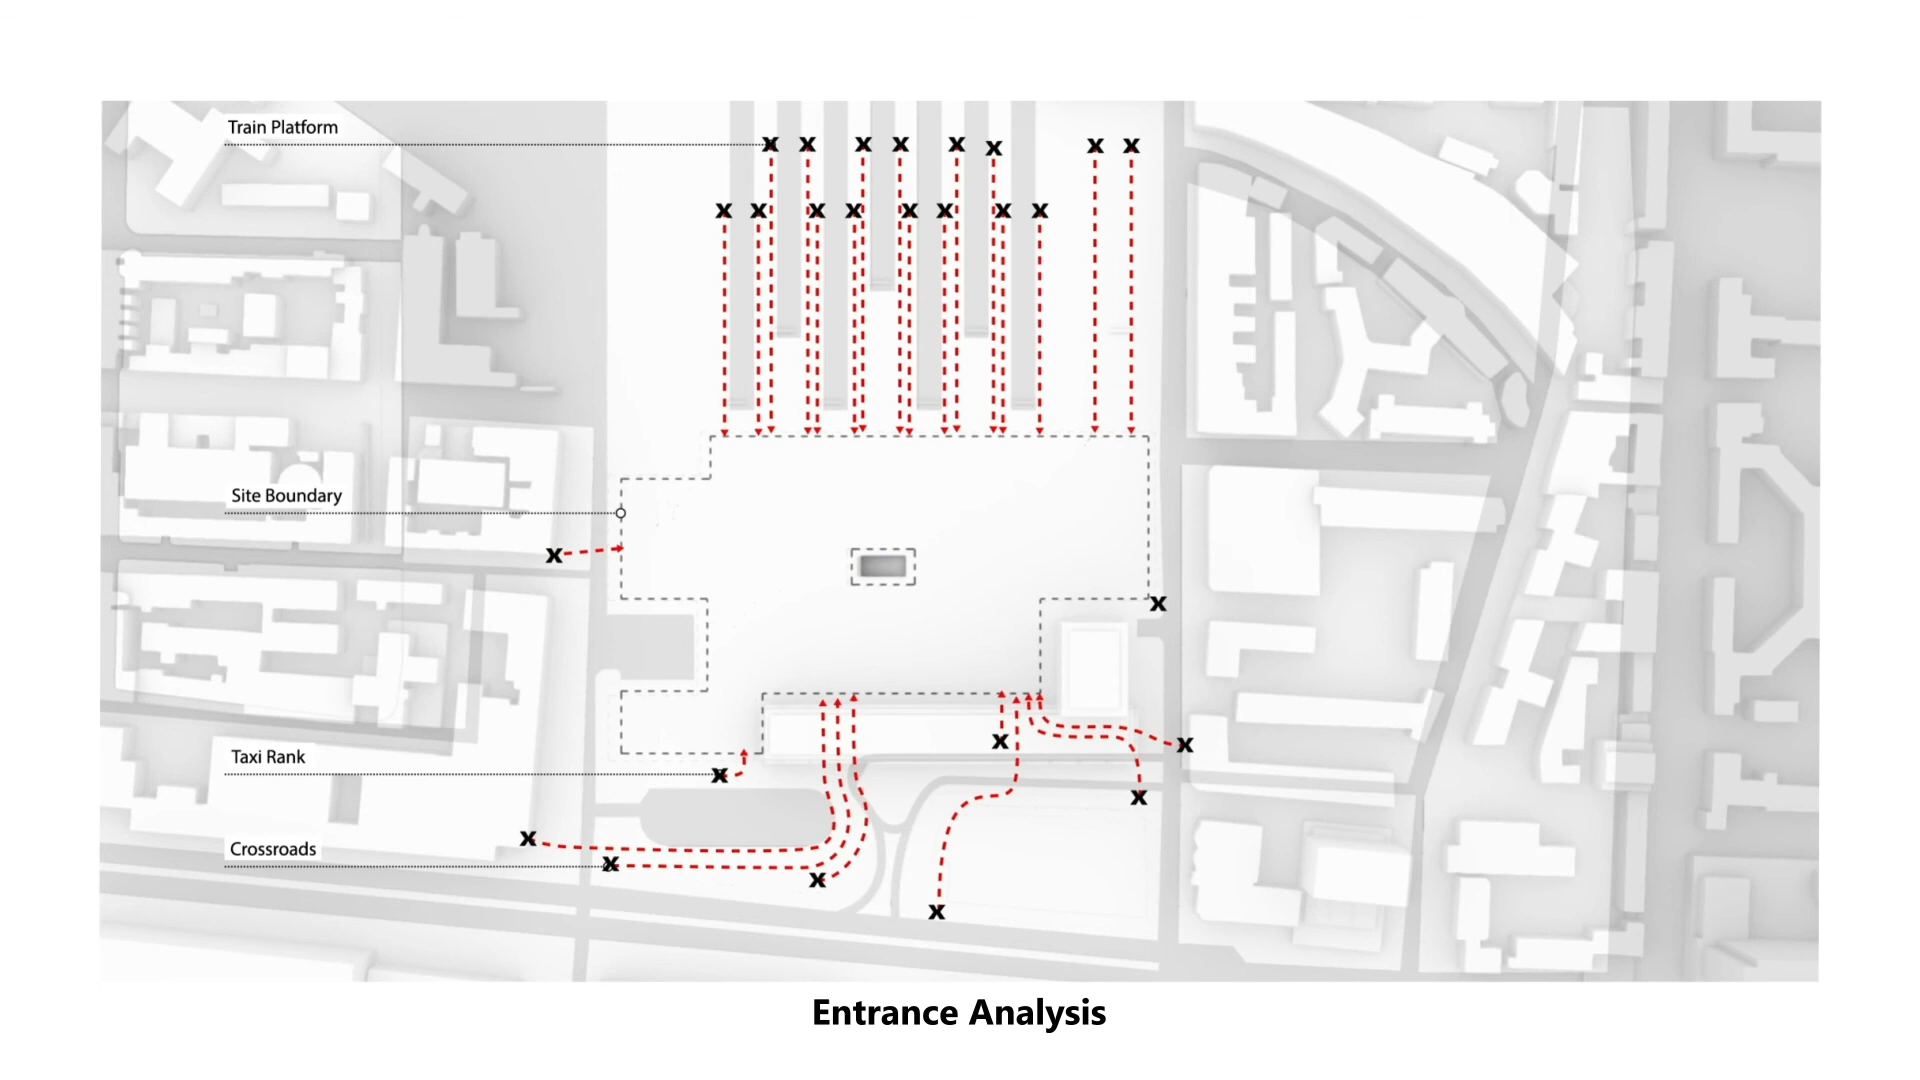 Train Platform
Site Boundary
Taxi Rank
Crossroads
Entrance Analysis